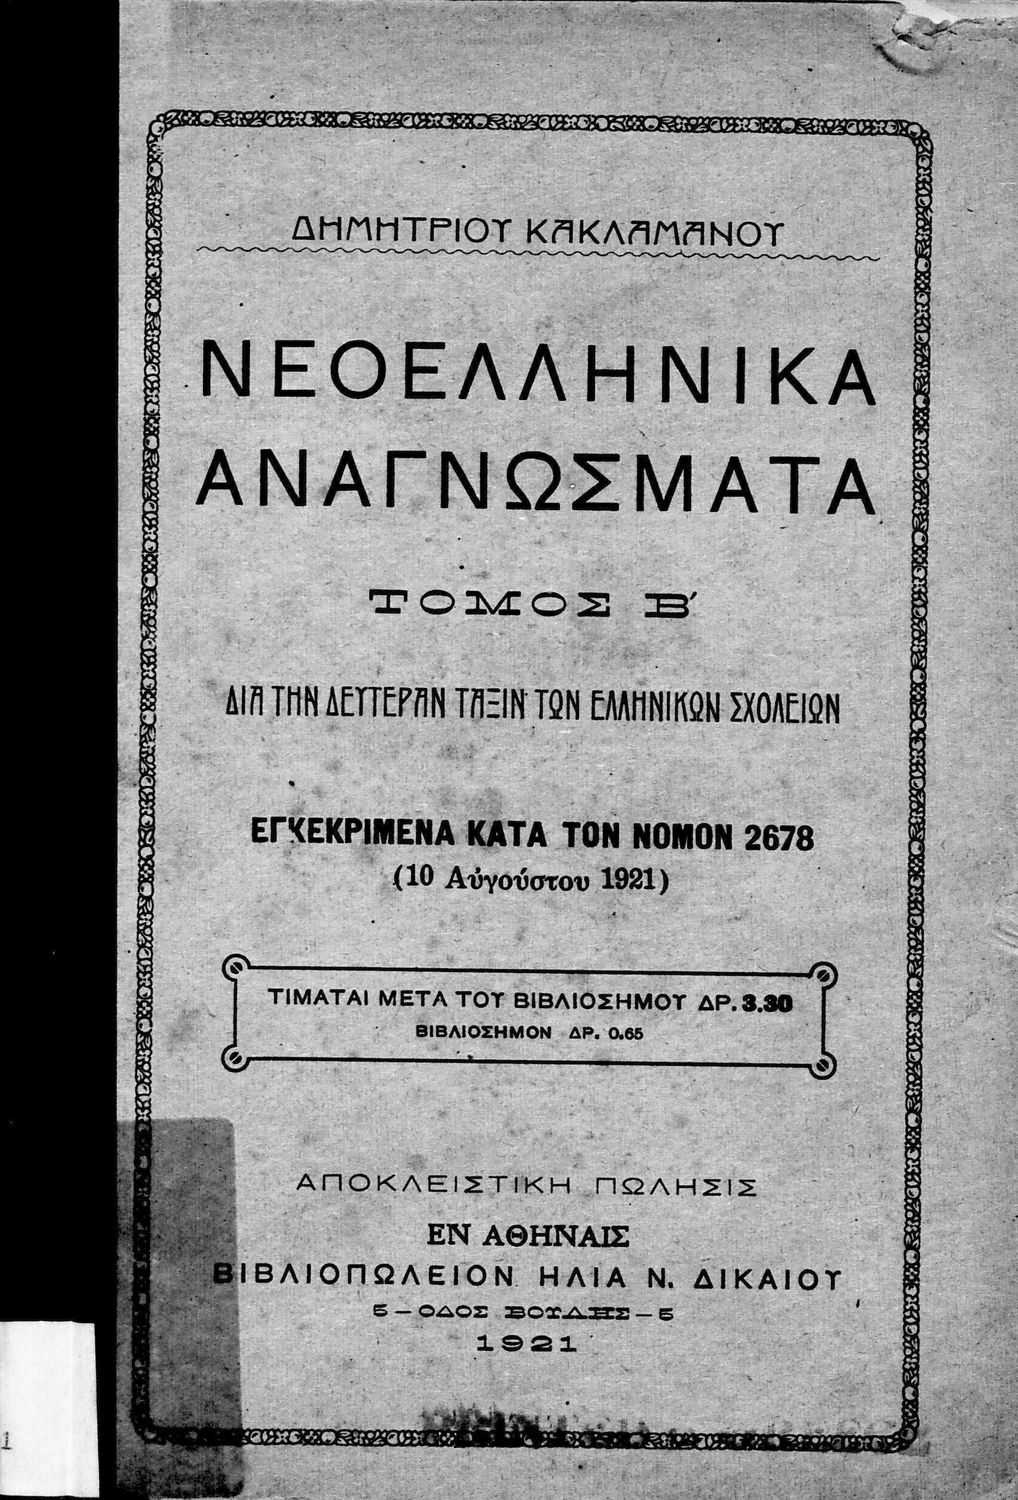 ΔΗΜΗΤΡΙΟΥ ΚΑΚΛΑΜΑΝΟΥ
ΝΕΟΕΛΛΗΝΙΚΑ
ΑΝΑΓΝΩΣΜΑΤΑ
ΤΟΜΟΣ Β΄
ΔΙΑ ΤΗΝ ΔΕΥΤΕΡΑΝ ΤΑΞΙΝ ΤΩΝ ΕΛΛΗΝΙΚΩΝ ΣΧΟΛΕΙΩΝ
ΕΓΚΕΚΡΙΜΕΝΑ ΚΑΤΑ ΤΟΝ ΝΟΜΟΝ 2678
(10 Αὐγούστου 1921)
ΤΙΜΑΤΑΙ ΜΕΤΑ ΤΟΥ ΒΙΒΛΙΟΣΗΜΟΥ ΔΡ. 3.30
ΒΙΒΛΙΟΣΗΜΟΝ ΔΡ. 0.65
ΑΠΟΚΛΕΙΣΤΙΚΗ ΠΩΛΗΣΙΣ
ΕΝ ΑΘΗΝΑΙΣ
ΒΙΒΛΙΟΠΩΛΕΙΟΝ ΗΛΙΑ Ν. ΔΙΚΑΙΟΥ
5 — ΟΔΟΣ ΒΟΥΛΗΣ — 5
1921
1